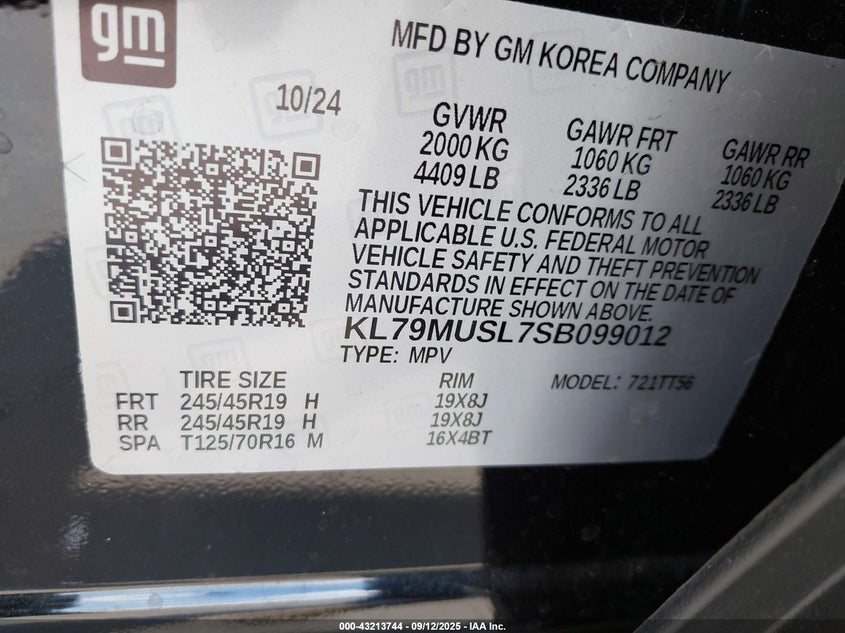 gm
MFD BY GM KOREA COMPANY
10/24
GVWR GAWR FRT GAWR RR
2000 KG 1060 KG 1060 KG
4409 LB 2336 LB 2336 LB
THIS VEHICLE CONFORMS TO ALL
APPLICABLE U.S. FEDERAL MOTOR
VEHICLE SAFETY AND THEFT PREVENTION
STANDARDS IN EFFECT ON THE DATE OF
MANUFACTURE SHOWN ABOVE.
KL79MUSL7SB099012
TYPE: MPV
TIRE SIZE RIM MODEL: 721TT56
FRT 245/45R19 H 19X8J
RR 245/45R19 H 19X8J
SPA T125/70R16 M 16X4BT
000-43213744 - 09/12/2025 - IAA Inc.